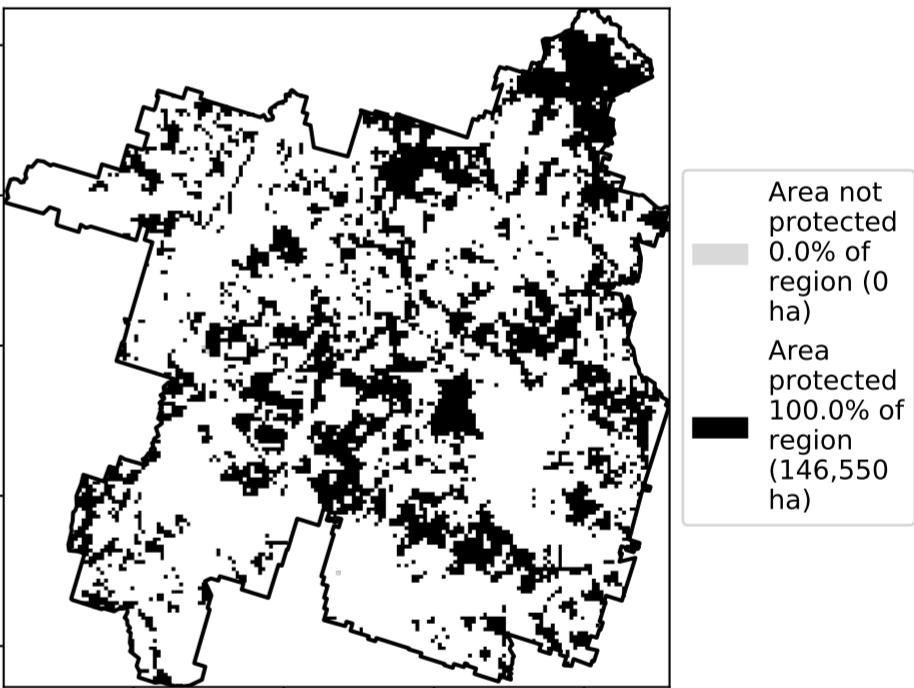 Area not
protected
0.0% of
region (0
ha)
Area
protected
100.0% of
region
(146,550
ha)